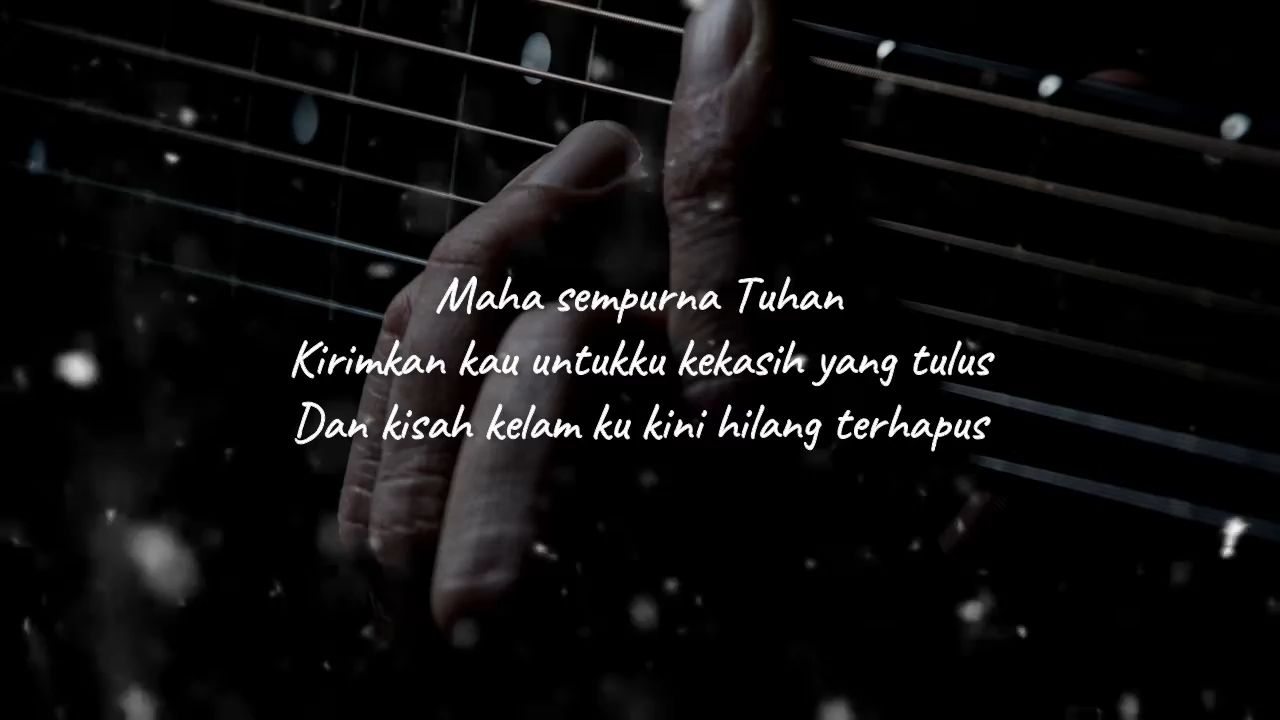 Maha sempurna Tuhan
Kirimkan kau untukku kekasih yang tulus
Dan kisah kelam ku kini hilang terhapus